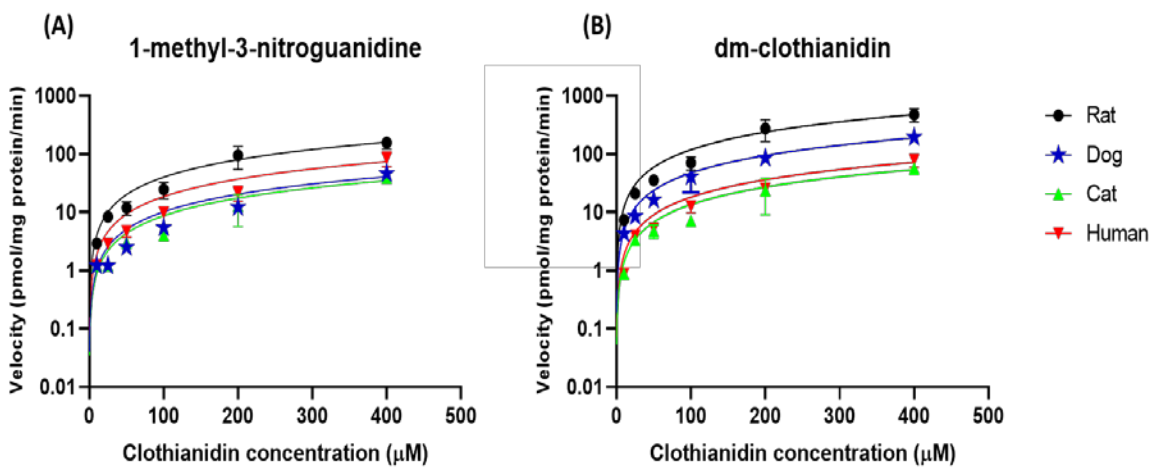 (A)
1-methyl-3-nitroguanidine
Velocity (pmol/mg protein/min)
1000
100
10
1
0.1
0.01
0
100
200
300
400
500
Clothianidin concentration (μM)
(B)
dm-clothianidin
Velocity (pmol/mg protein/min)
1000
100
10
1
0.1
0.01
0
100
200
300
400
500
Clothianidin concentration (μM)
Rat
Dog
Cat
Human